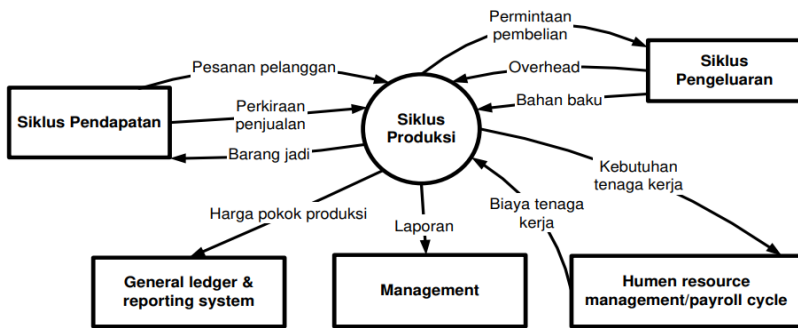 Permintaan
pembelian
Siklus
Pengeluaran
Pesanan pelanggan
Overhead
Siklus Pendapatan
Perkiraan
penjualan
Siklus
Produksi
Bahan baku
Barang jadi
Kebutuhan
tenaga kerja
Harga pokok produksi
Laporan
Biaya tenaga
kerja
General ledger &
reporting system
Management
Humen resource
management/payroll cycle